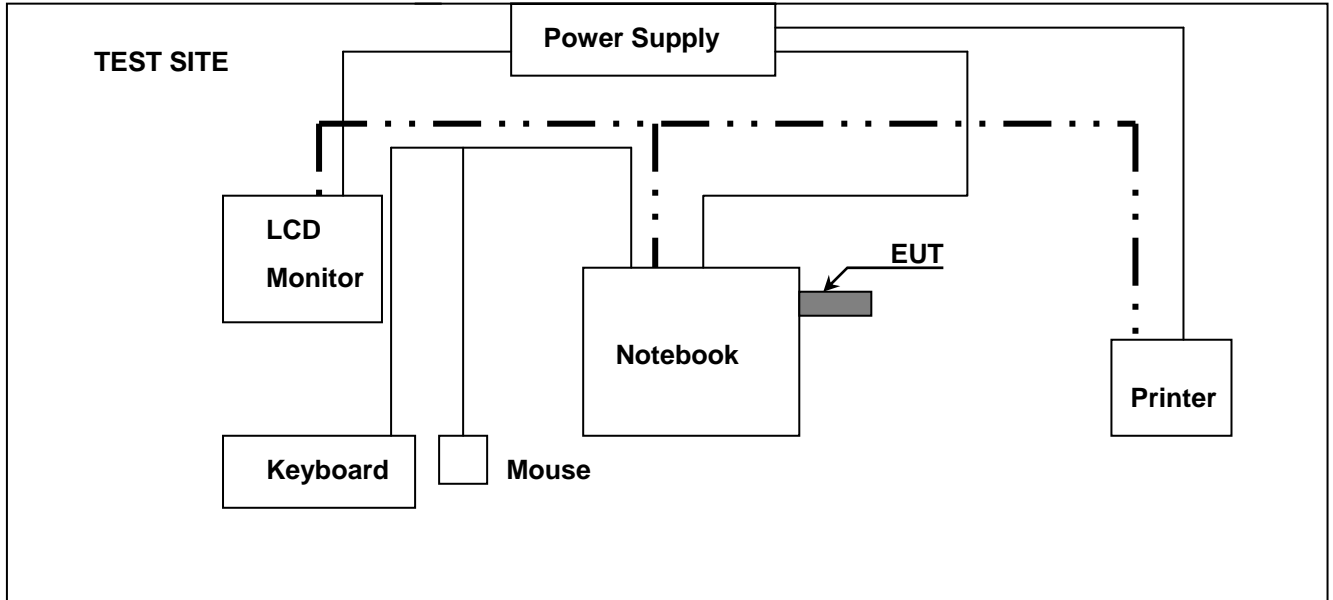 Power Supply
TEST SITE
LCD
Monitor
EUT
Notebook
Printer
Keyboard
Mouse